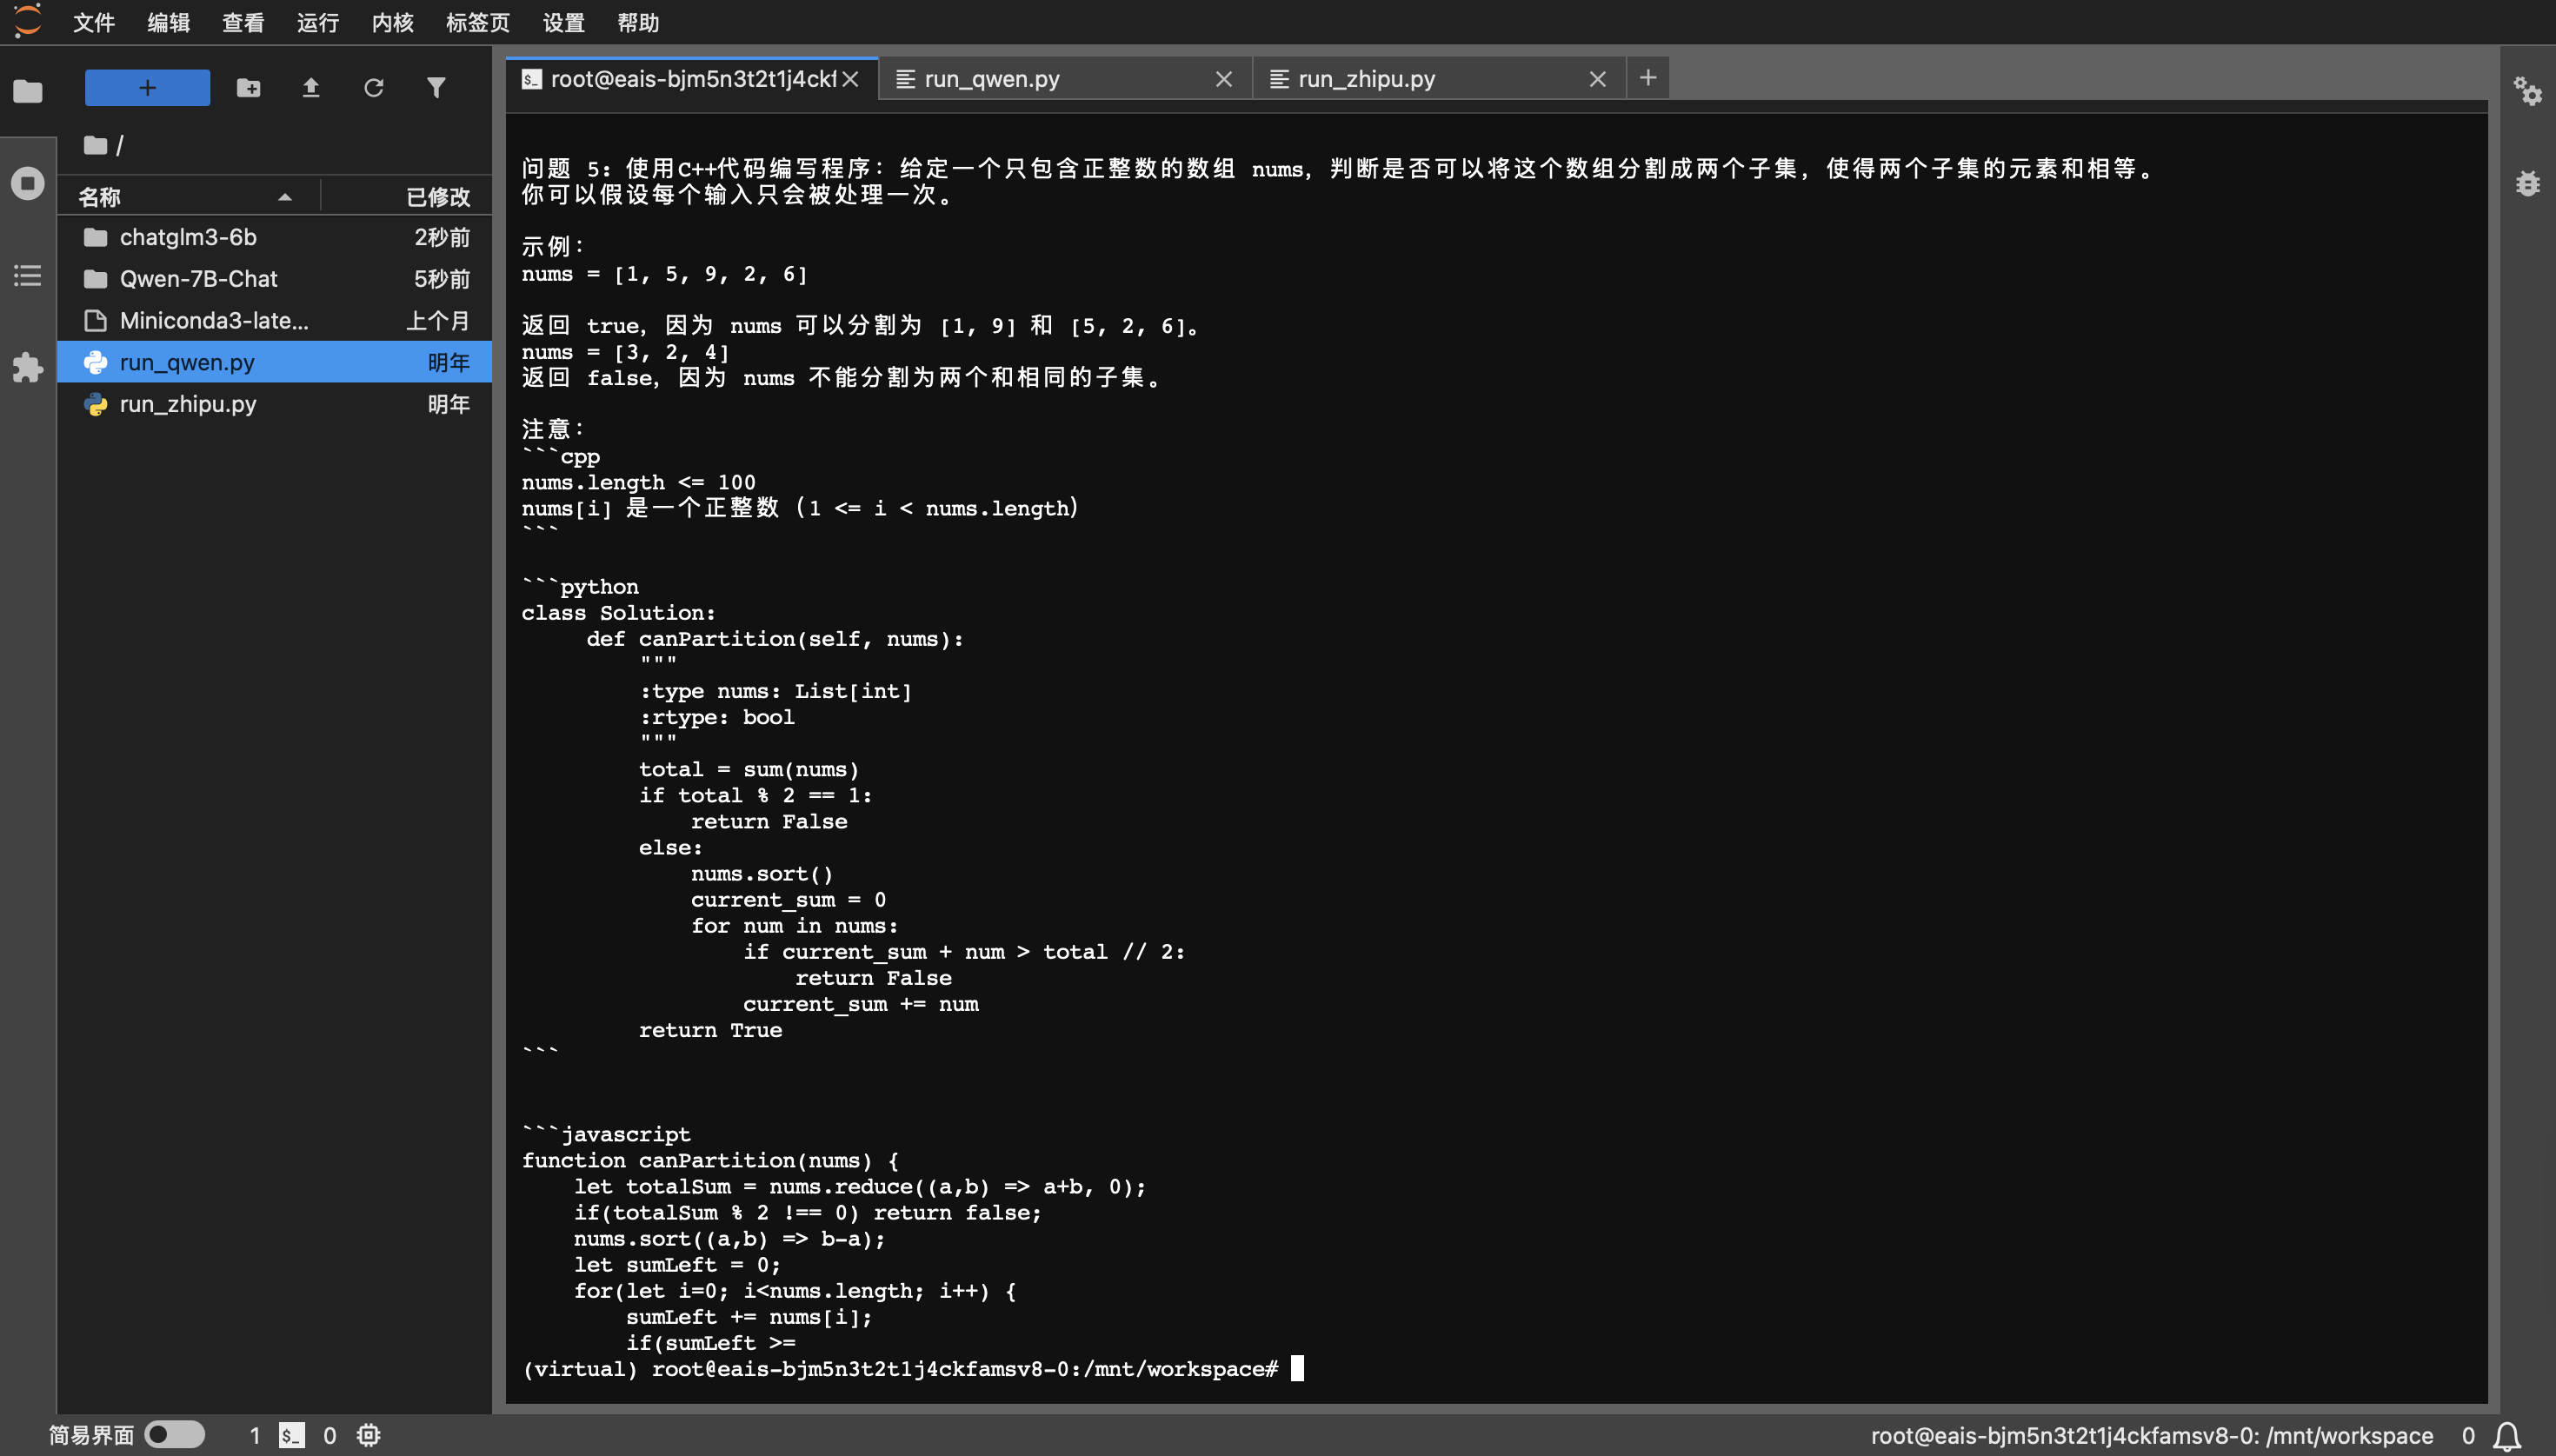 文件 编辑 查看 运行 内核 标签页 设置 帮助
+
/
名称 已修改
chatglm3-6b 2秒前
Qwen-7B-Chat 5秒前
Miniconda3-late... 上个月
run_qwen.py 明年
run_zhipu.py 明年
root@eais-bjm5n3t2t1j4ckf
run_qwen.py
run_zhipu.py
问题 5: 使用C++代码编写程序: 给定一个只包含正整数的数组 nums, 判断是否可以将这个数组分割成两个子集, 使得两个子集的元素和相等。
你可以假设每个输入只会被处理一次。
示例:
nums = [1, 5, 9, 2, 6]
返回 true, 因为 nums 可以分割为 [1, 9] 和 [5, 2, 6]。
nums = [3, 2, 4]
返回 false, 因为 nums 不能分割为两个和相同的子集。
注意:
```cpp
nums.length <= 100
nums[i] 是一个正整数 (1 <= i < nums.length)
```
```python
class Solution:
     def canPartition(self, nums):
         """
         :type nums: List[int]
         :rtype: bool
         """
         total = sum(nums)
         if total % 2 == 1:
             return False
         else:
             nums.sort()
             current_sum = 0
             for num in nums:
                 if current_sum + num > total // 2:
                     return False
                 current_sum += num
         return True
```
```javascript
function canPartition(nums) {
    let totalSum = nums.reduce((a,b) => a+b, 0);
    if(totalSum % 2 !== 0) return false;
    nums.sort((a,b) => b-a);
    let sumLeft = 0;
    for(let i=0; i<nums.length; i++) {
        sumLeft += nums[i];
        if(sumLeft >=
(virtual) root@eais-bjm5n3t2t1j4ckfamsv8-0:/mnt/workspace#
简易界面 1 $_ 0 root@eais-bjm5n3t2t1j4ckfamsv8-0: /mnt/workspace 0